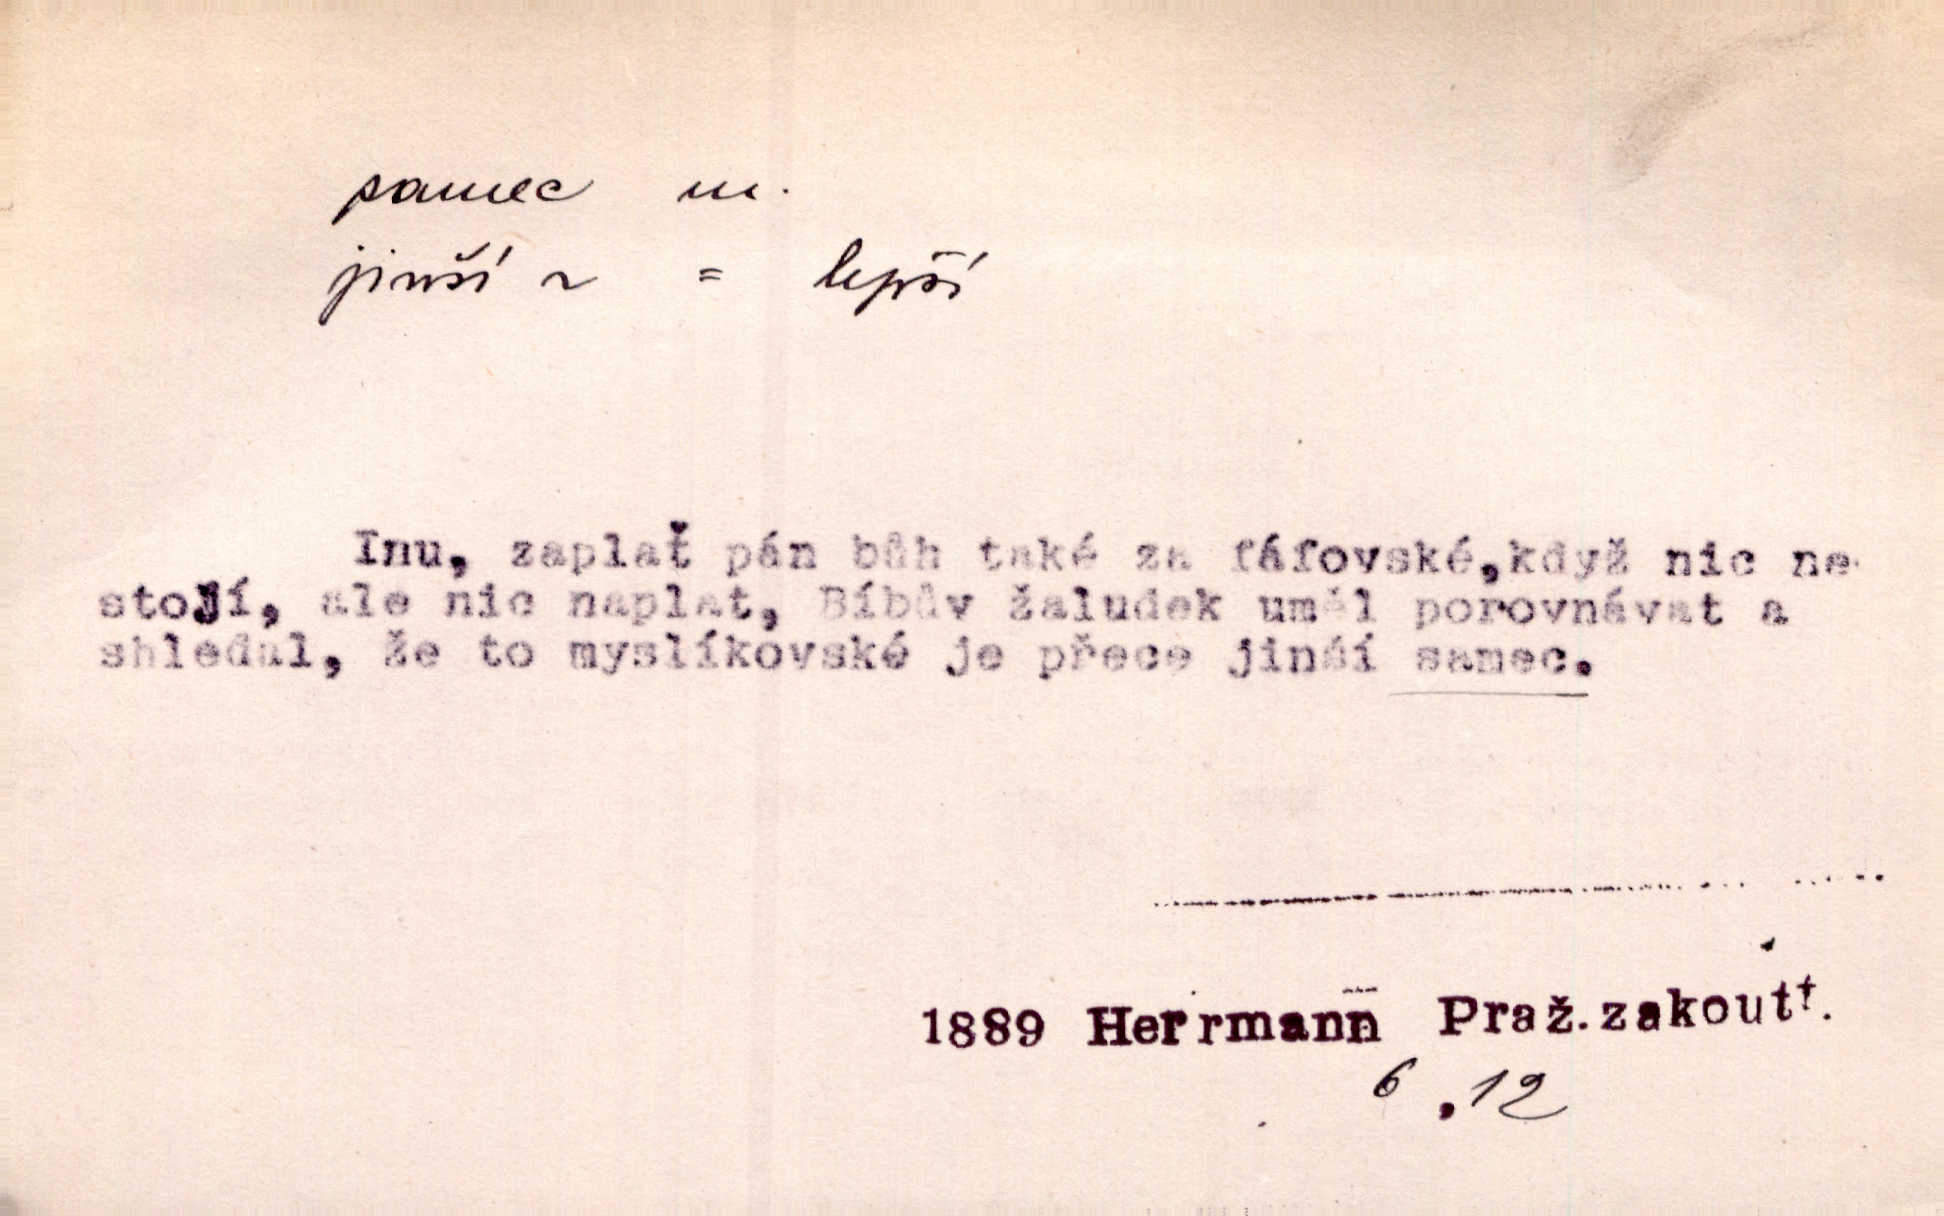 samec m.
jinší ~ = lepší
Inu, zaplať pán bůh také za fáfovské,když nic ne
stojí, ale nic naplat, Bíbův žaludek uměl porovnávat a
shledal, že to myslíkovské je přece jinší samec.
1889 Herrmann Praž.zakoutí.
6,12